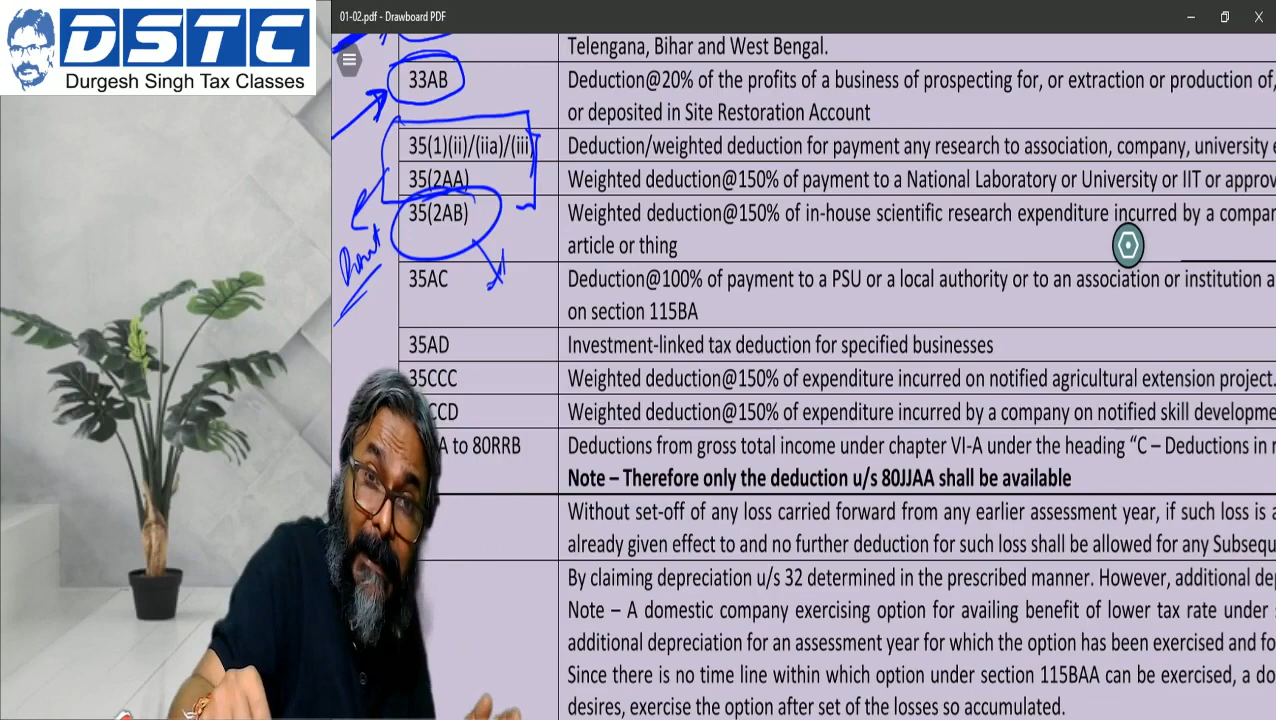 01-02.pdf - Drawboard PDF
DSTC
Durgesh Singh Tax Classes
Telengana, Bihar and West Bengal.
33AB Deduction@20% of the profits of a business of prospecting for, or extraction or production of,
or deposited in Site Restoration Account
35(1)(ii)/(iia)/(iii) Deduction/weighted deduction for payment any research to association, company, university
35(2AA) Weighted deduction@150% of payment to a National Laboratory or University or IIT or
35(2AB) Weighted deduction@150% of in-house scientific research expenditure incurred by a
article or thing
35AC Deduction@100% of payment to a PSU or a local authority or to an association or institution
on section 115BA
35AD Investment-linked tax deduction for specified businesses
35CCC Weighted deduction@150% of expenditure incurred on notified agricultural extension project.
CCD Weighted deduction@150% of expenditure incurred by a company on notified skill
A to 80RRB Deductions from gross total income under chapter VI-A under the heading “C – Deductions in
Note – Therefore only the deduction u/s 80JJAA shall be available
Without set-off of any loss carried forward from any earlier assessment year, if such loss is
already given effect to and no further deduction for such loss shall be allowed for any
By claiming depreciation u/s 32 determined in the prescribed manner. However, additional
Note – A domestic company exercising option for availing benefit of lower tax rate under
additional depreciation for an assessment year for which the option has been exercised and
Since there is no time line within which option under section 115BAA can be exercised, a
desires, exercise the option after set of the losses so accumulated.